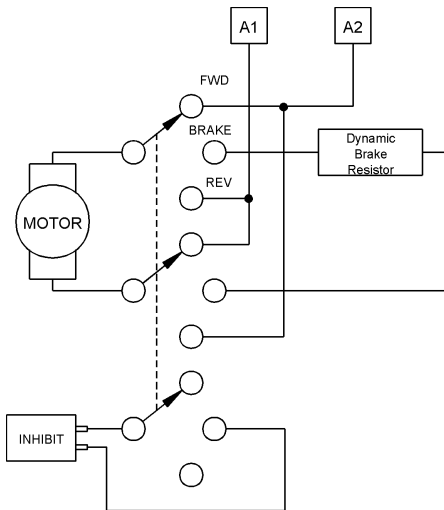 A1
A2
FWD
BRAKE
Dynamic
Brake
Resistor
REV
MOTOR
INHIBIT